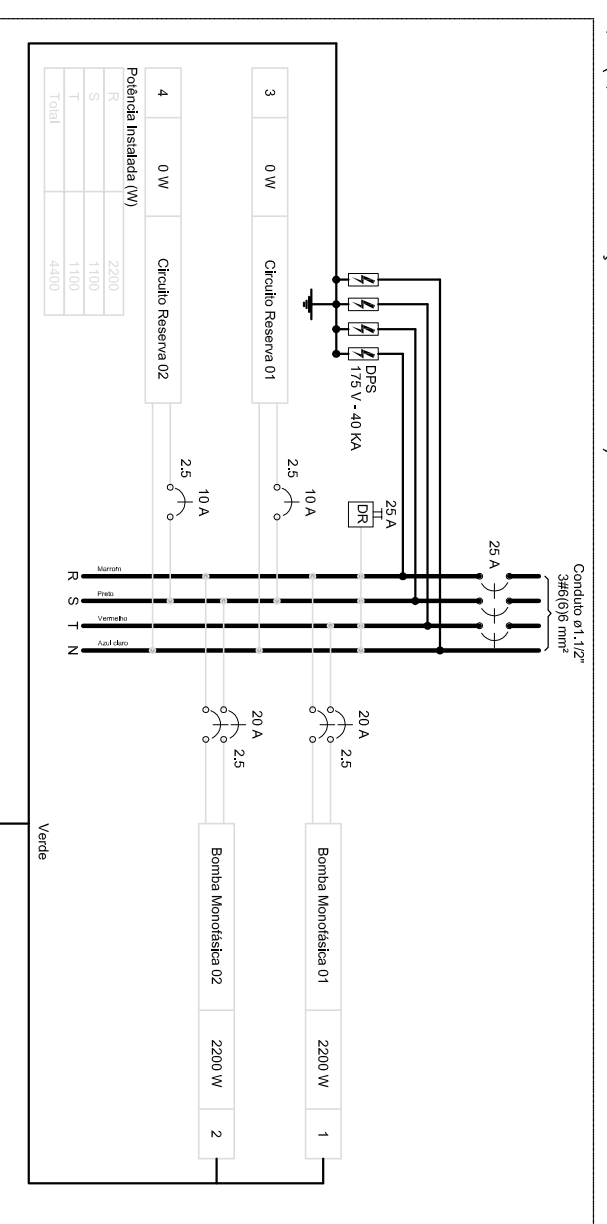 Conduto ø1.1/2"
3#6(6)6 mm²
25 A
DPS
175 V - 40 KA
25 A
DR
3
0 W
Circuito Reserva 01
2.5
10 A
4
0 W
Circuito Reserva 02
2.5
10 A
Potência Instalada (W)
R 2200
S 1100
T 1100
Total 4400
R Marrom
S Preto
T Vermelho
N Azul claro
20 A
2.5
Bomba Monofásica 01
2200 W
1
20 A
2.5
Bomba Monofásica 02
2200 W
2
Verde